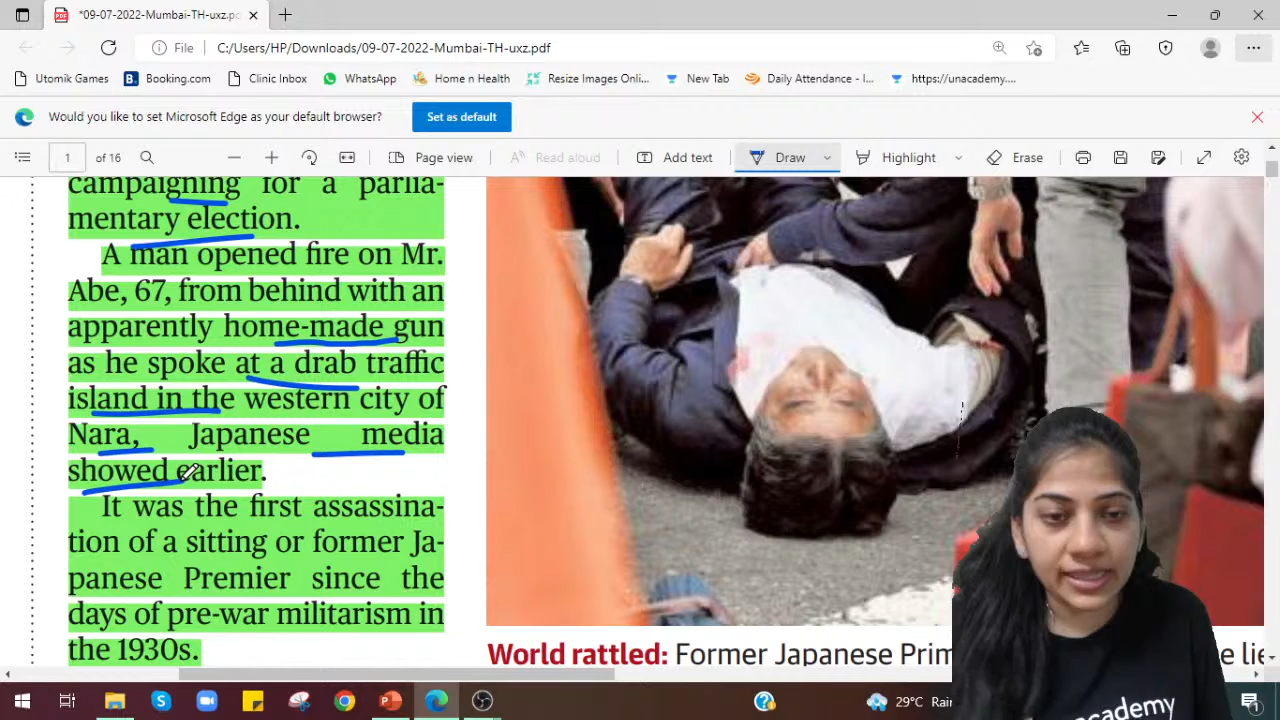 *09-07-2022-Mumbai-TH-uxz.po
File C:/Users/HP/Downloads/09-07-2022-Mumbai-TH-uxz.pdf
Utomik Games Booking.com Clinic Inbox WhatsApp Home n Health Resize Images Onli... New Tab Daily Attendance - l... https://unacademy....
Would you like to set Microsoft Edge as your default browser? Set as default
1 of 16 Page view Read aloud Add text Draw Highlight Erase
campaigning for a parlia-
mentary election.
A man opened fire on Mr.
Abe, 67, from behind with an
apparently home-made gun
as he spoke at a drab traffic
island in the western city of
Nara, Japanese media
showed earlier.
It was the first assassina-
tion of a sitting or former Ja-
panese Premier since the
days of pre-war militarism in
the 1930s.
World rattled: Former Japanese Prim
e lie
unacademy
29°C Rai
1